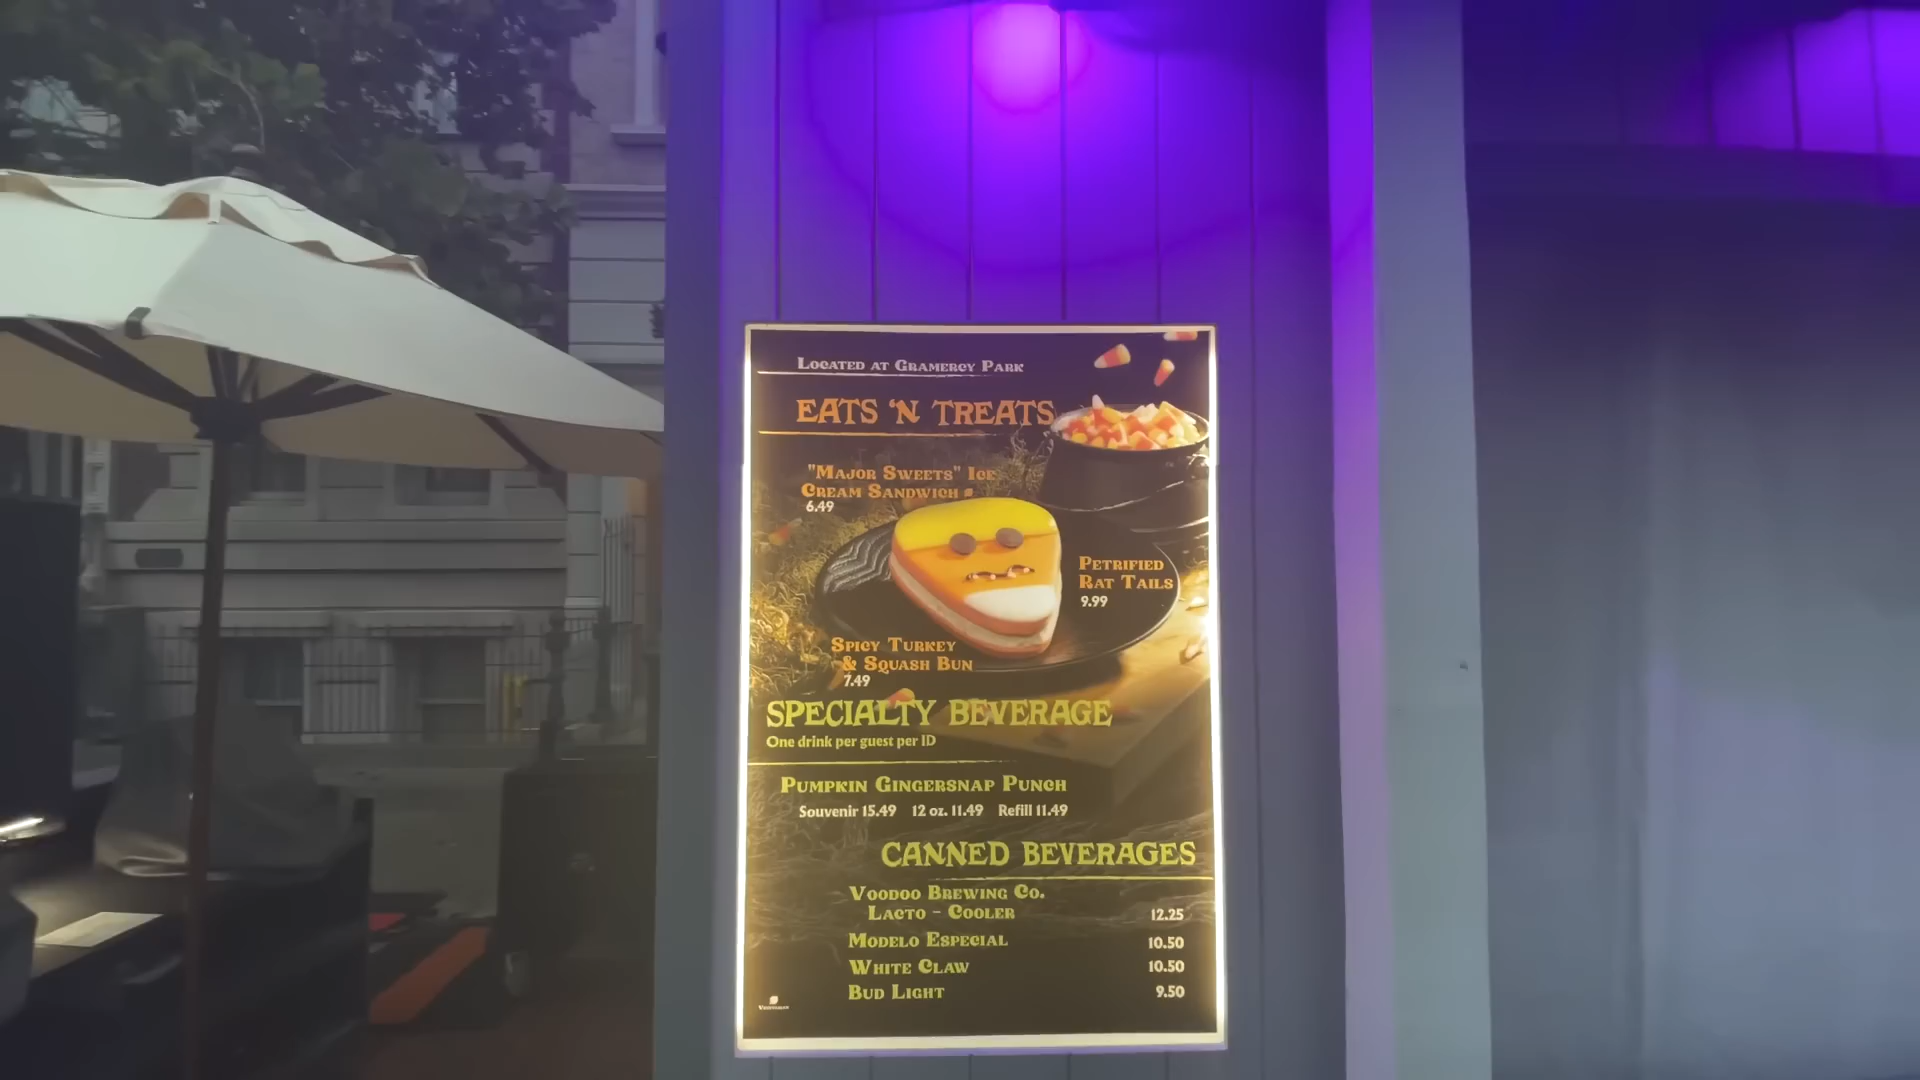 Located at Gramercy Park
EATS 'N TREATS
"Major Sweets" Ice
Cream Sandwich
6.49
Petrified
Rat Tails
9.99
Spicy Turkey
& Squash Bun
7.49
SPECIALTY BEVERAGE
One drink per guest per ID
Pumpkin Gingersnap Punch
Souvenir 15.49 12 oz. 11.49 Refill 11.49
CANNED BEVERAGES
Voodoo Brewing Co.
Lacto - Cooler 12.25
Modelo Especial 10.50
White Claw 10.50
Bud Light 9.50